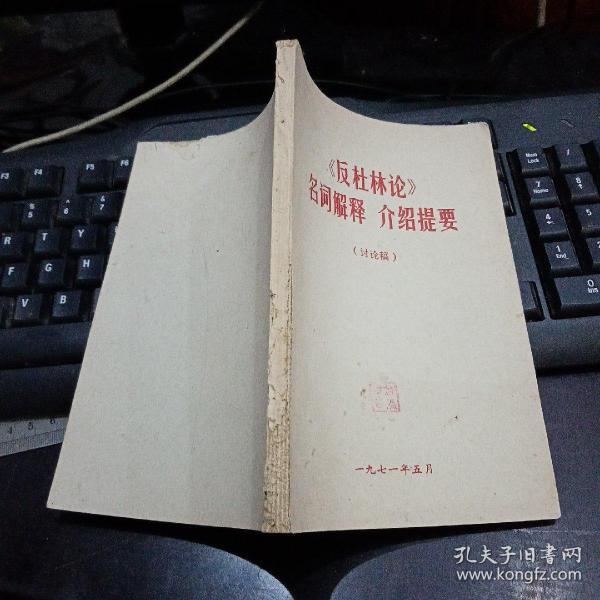 《反杜林论》
名词解释 介绍提要
(讨论稿)
一九七一年五月
孔夫子旧书网
www.kongfz.com